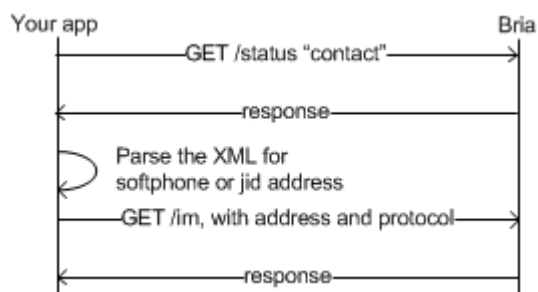 Your app
Bria
GET /status “contact”
response
Parse the XML for
softphone or jid address
GET /im, with address and protocol
response